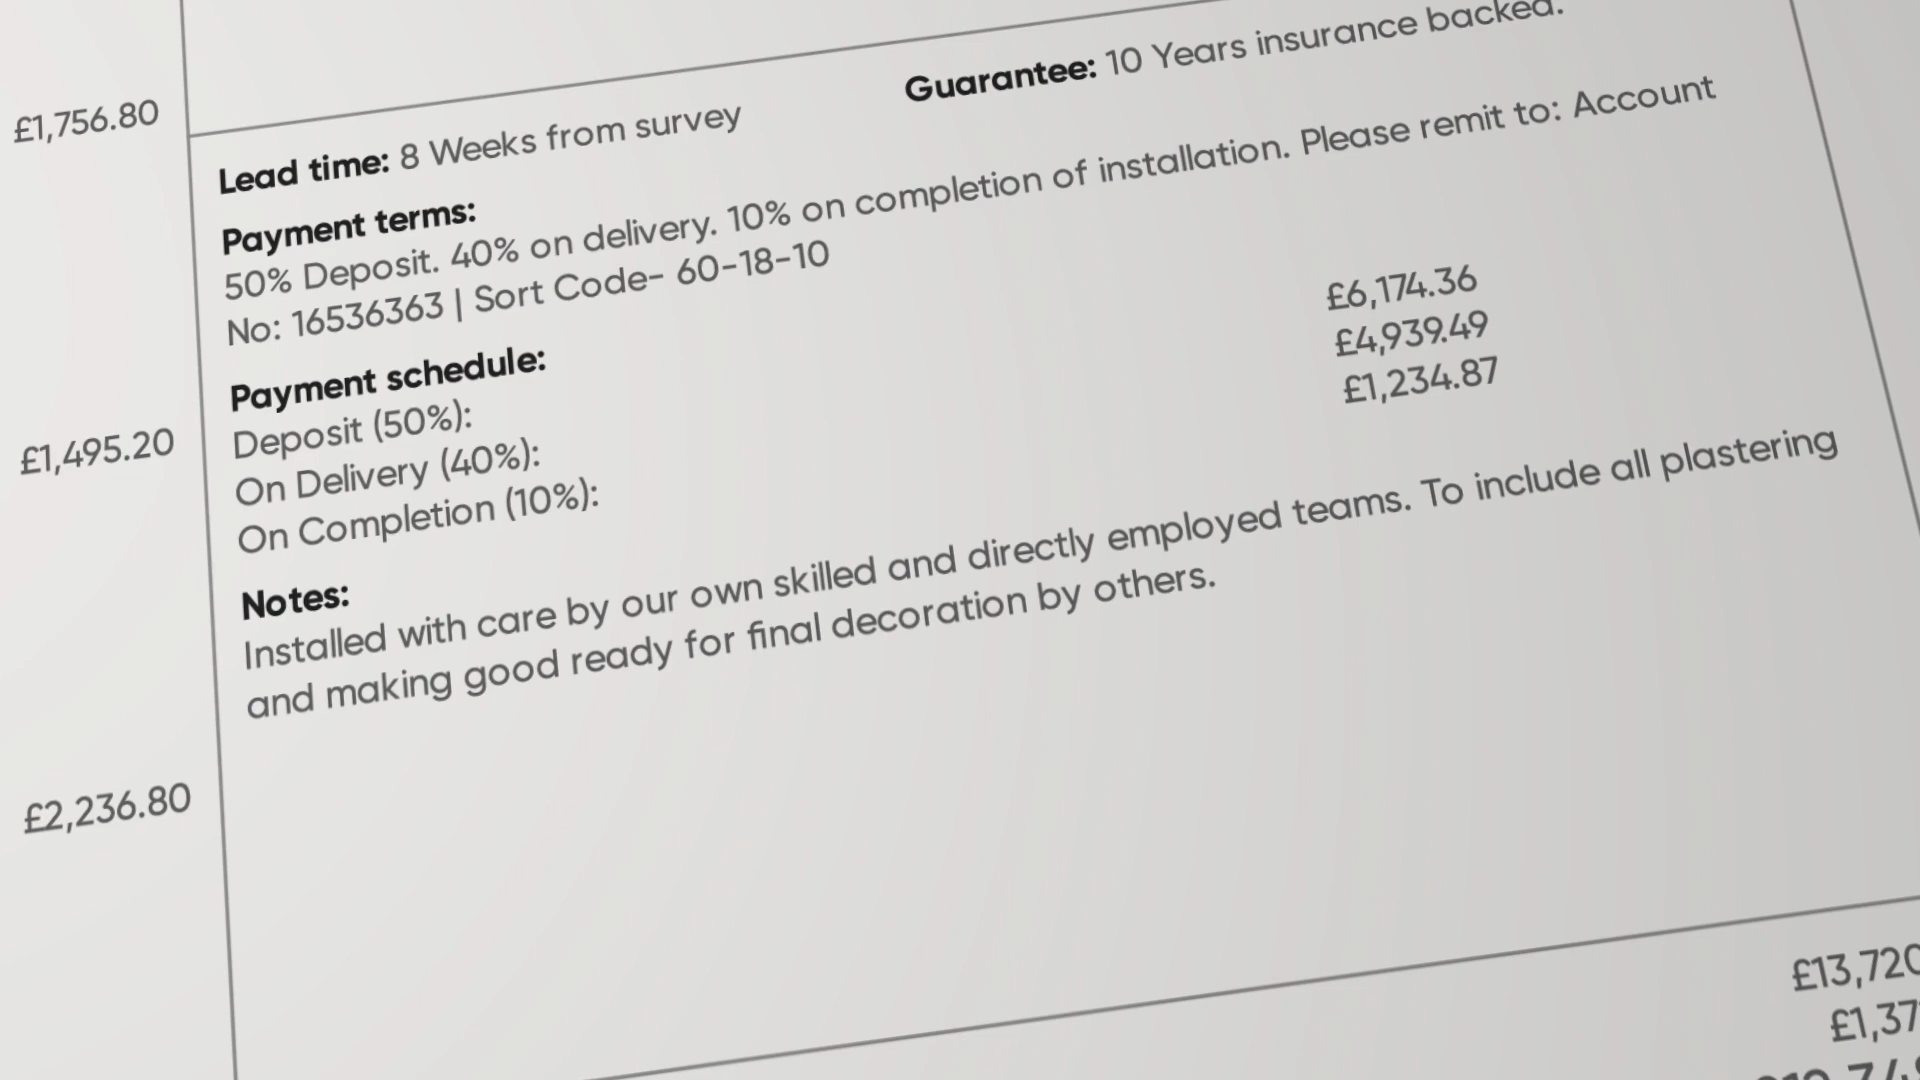 £1,756.80
£1,495.20
£2,236.80
Lead time: 8 Weeks from survey
Guarantee: 10 Years insurance backed.
Payment terms:
50% Deposit. 40% on delivery. 10% on completion of installation. Please remit to: Account
No: 16536363 | Sort Code- 60-18-10
Payment schedule:
Deposit (50%): £6,174.36
On Delivery (40%): £4,939.49
On Completion (10%): £1,234.87
Notes:
Installed with care by our own skilled and directly employed teams. To include all plastering
and making good ready for final decoration by others.
£13,720
£1,37